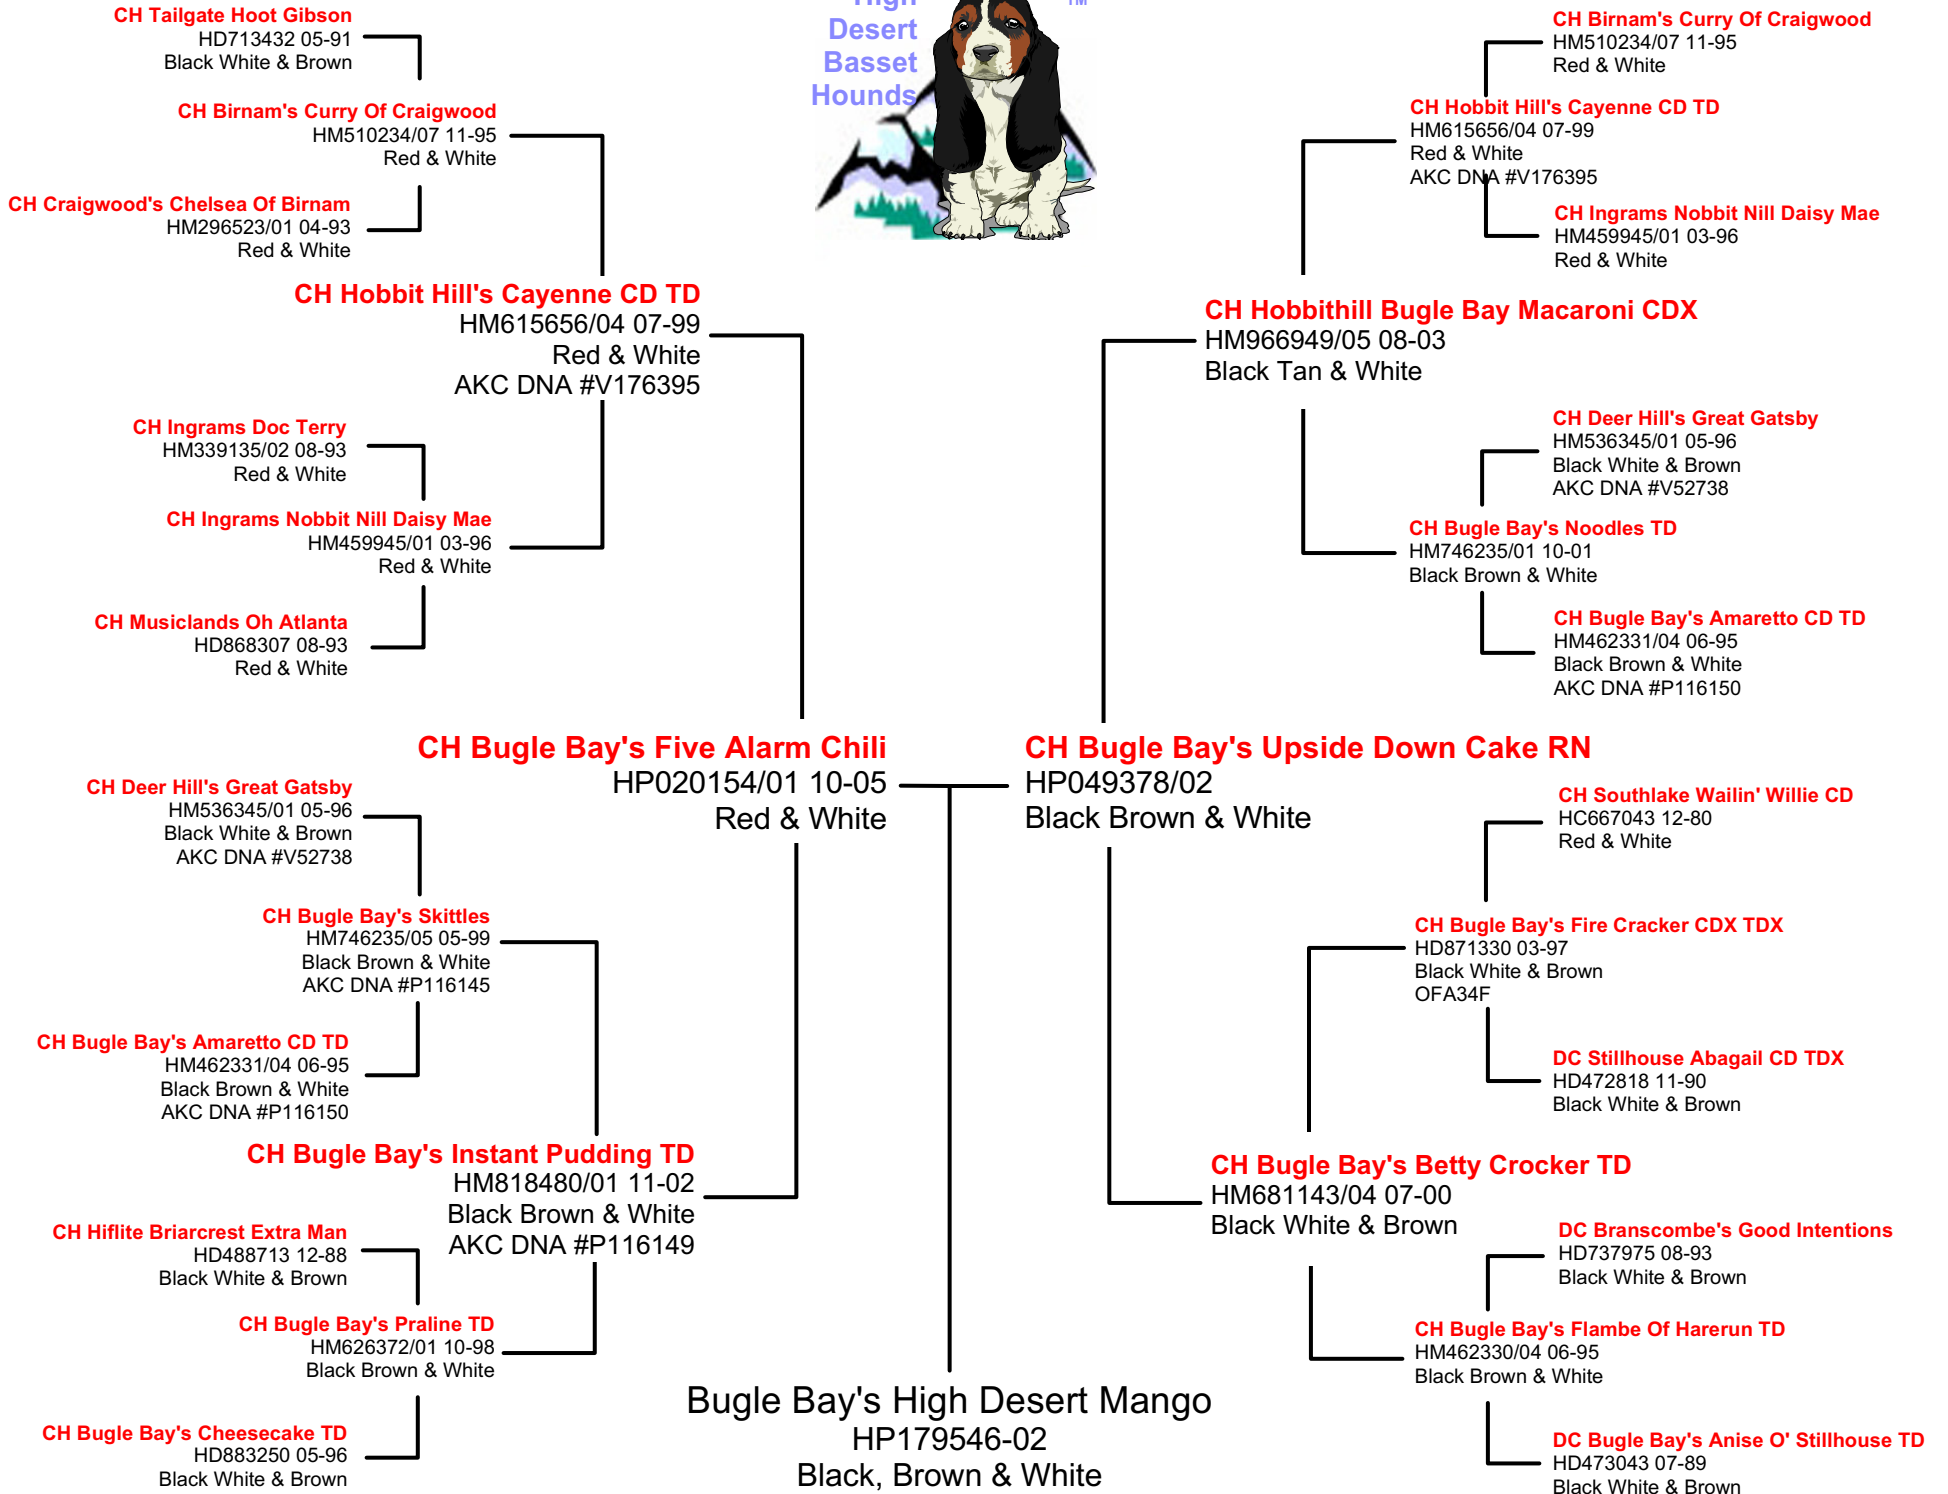 CH Tailgate Hoot Gibson
HD713432 05-91
Black White & Brown
CH Birnam's Curry Of Craigwood
HM510234/07 11-95
Red & White
CH Craigwood's Chelsea Of Birnam
HM296523/01 04-93
Red & White
CH Hobbit Hill's Cayenne CD TD
HM615656/04 07-99
Red & White
AKC DNA #V176395
CH Ingrams Doc Terry
HM339135/02 08-93
Red & White
CH Ingrams Nobbit Nill Daisy Mae
HM459945/01 03-96
Red & White
CH Musiclands Oh Atlanta
HD868307 08-93
Red & White
CH Bugle Bay's Five Alarm Chili
HP020154/01 10-05
Red & White
CH Deer Hill's Great Gatsby
HM536345/01 05-96
Black White & Brown
AKC DNA #V52738
CH Bugle Bay's Skittles
HM746235/05 05-99
Black Brown & White
AKC DNA #P116145
CH Bugle Bay's Amaretto CD TD
HM462331/04 06-95
Black Brown & White
AKC DNA #P116150
CH Bugle Bay's Instant Pudding TD
HM818480/01 11-02
Black Brown & White
AKC DNA #P116149
CH Hiflite Briarcrest Extra Man
HD488713 12-88
Black White & Brown
CH Bugle Bay's Praline TD
HM626372/01 10-98
Black Brown & White
CH Bugle Bay's Cheesecake TD
HD883250 05-96
Black White & Brown
High
Desert
Basset
Hounds
TM
CH Birnam's Curry Of Craigwood
HM510234/07 11-95
Red & White
CH Hobbit Hill's Cayenne CD TD
HM615656/04 07-99
Red & White
AKC DNA #V176395
CH Ingrams Nobbit Nill Daisy Mae
HM459945/01 03-96
Red & White
CH Hobbithill Bugle Bay Macaroni CDX
HM966949/05 08-03
Black Tan & White
CH Deer Hill's Great Gatsby
HM536345/01 05-96
Black White & Brown
AKC DNA #V52738
CH Bugle Bay's Noodles TD
HM746235/01 10-01
Black Brown & White
CH Bugle Bay's Amaretto CD TD
HM462331/04 06-95
Black Brown & White
AKC DNA #P116150
CH Bugle Bay's Upside Down Cake RN
HP049378/02
Black Brown & White
CH Southlake Wailin' Willie CD
HC667043 12-80
Red & White
CH Bugle Bay's Fire Cracker CDX TDX
HD871330 03-97
Black White & Brown
OFA34F
DC Stillhouse Abagail CD TDX
HD472818 11-90
Black White & Brown
CH Bugle Bay's Betty Crocker TD
HM681143/04 07-00
Black White & Brown
DC Branscombe's Good Intentions
HD737975 08-93
Black White & Brown
CH Bugle Bay's Flambe Of Harerun TD
HM462330/04 06-95
Black Brown & White
DC Bugle Bay's Anise O' Stillhouse TD
HD473043 07-89
Black White & Brown
Bugle Bay's High Desert Mango
HP179546-02
Black, Brown & White